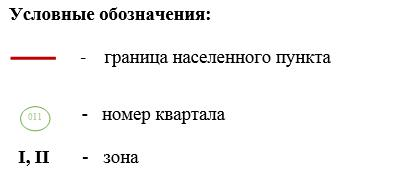 Условные обозначения:
- граница населенного пункта
011 - номер квартала
I, II - зона